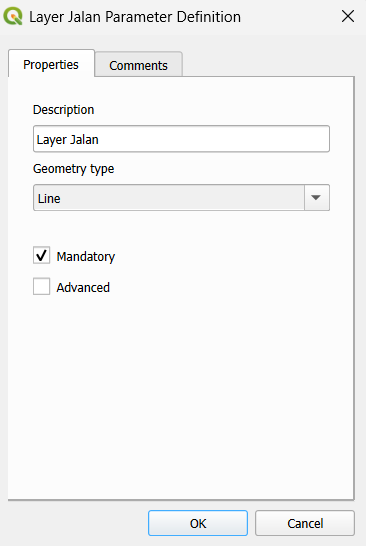 Layer Jalan Parameter Definition
Properties
Comments
Description
Layer Jalan
Geometry type
Line
Mandatory
Advanced
OK
Cancel